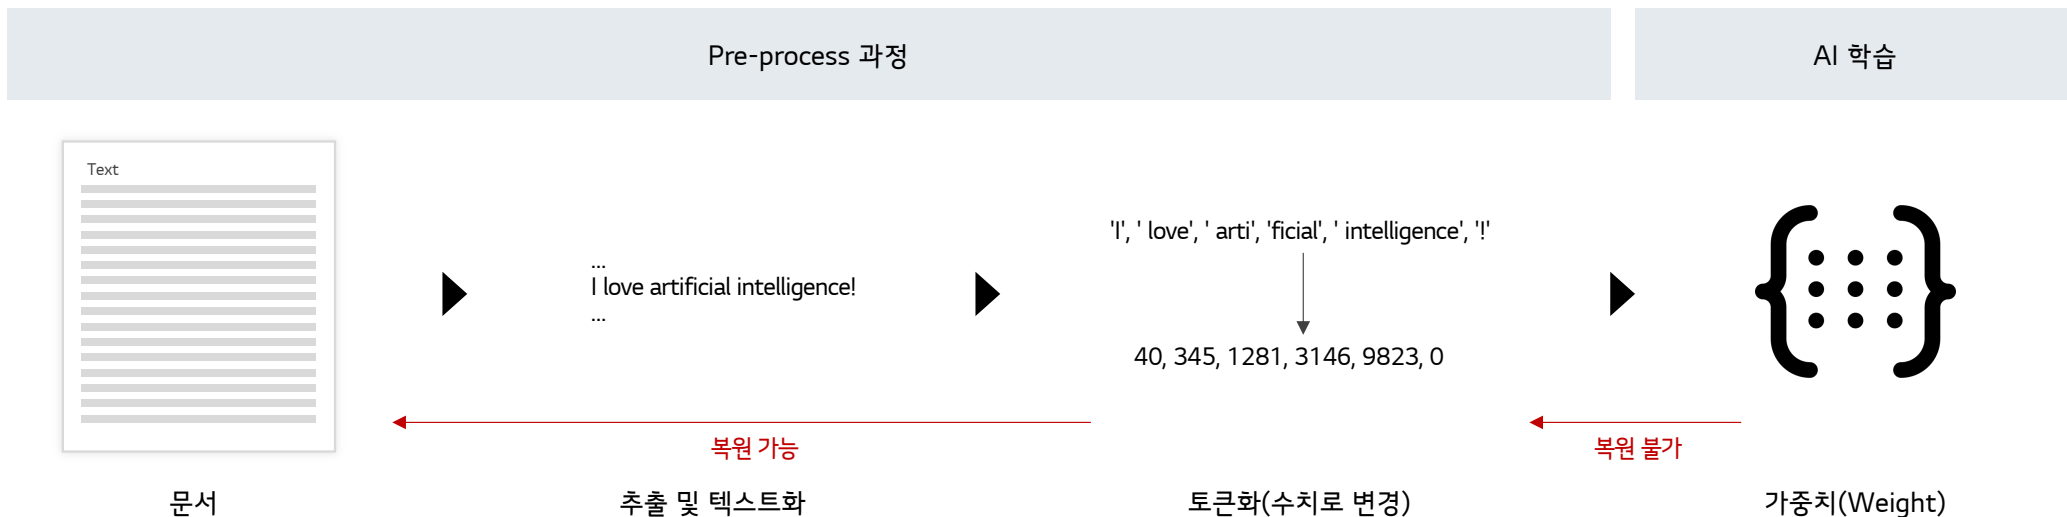 Pre-process 과정
AI 학습
Text
...
I love artificial intelligence!
...
'I', ' love', ' arti', 'ficial', ' intelligence', '!'
40, 345, 1281, 3146, 9823, 0
복원 가능
복원 불가
문서
추출 및 텍스트화
토큰화(수치로 변경)
가중치(Weight)